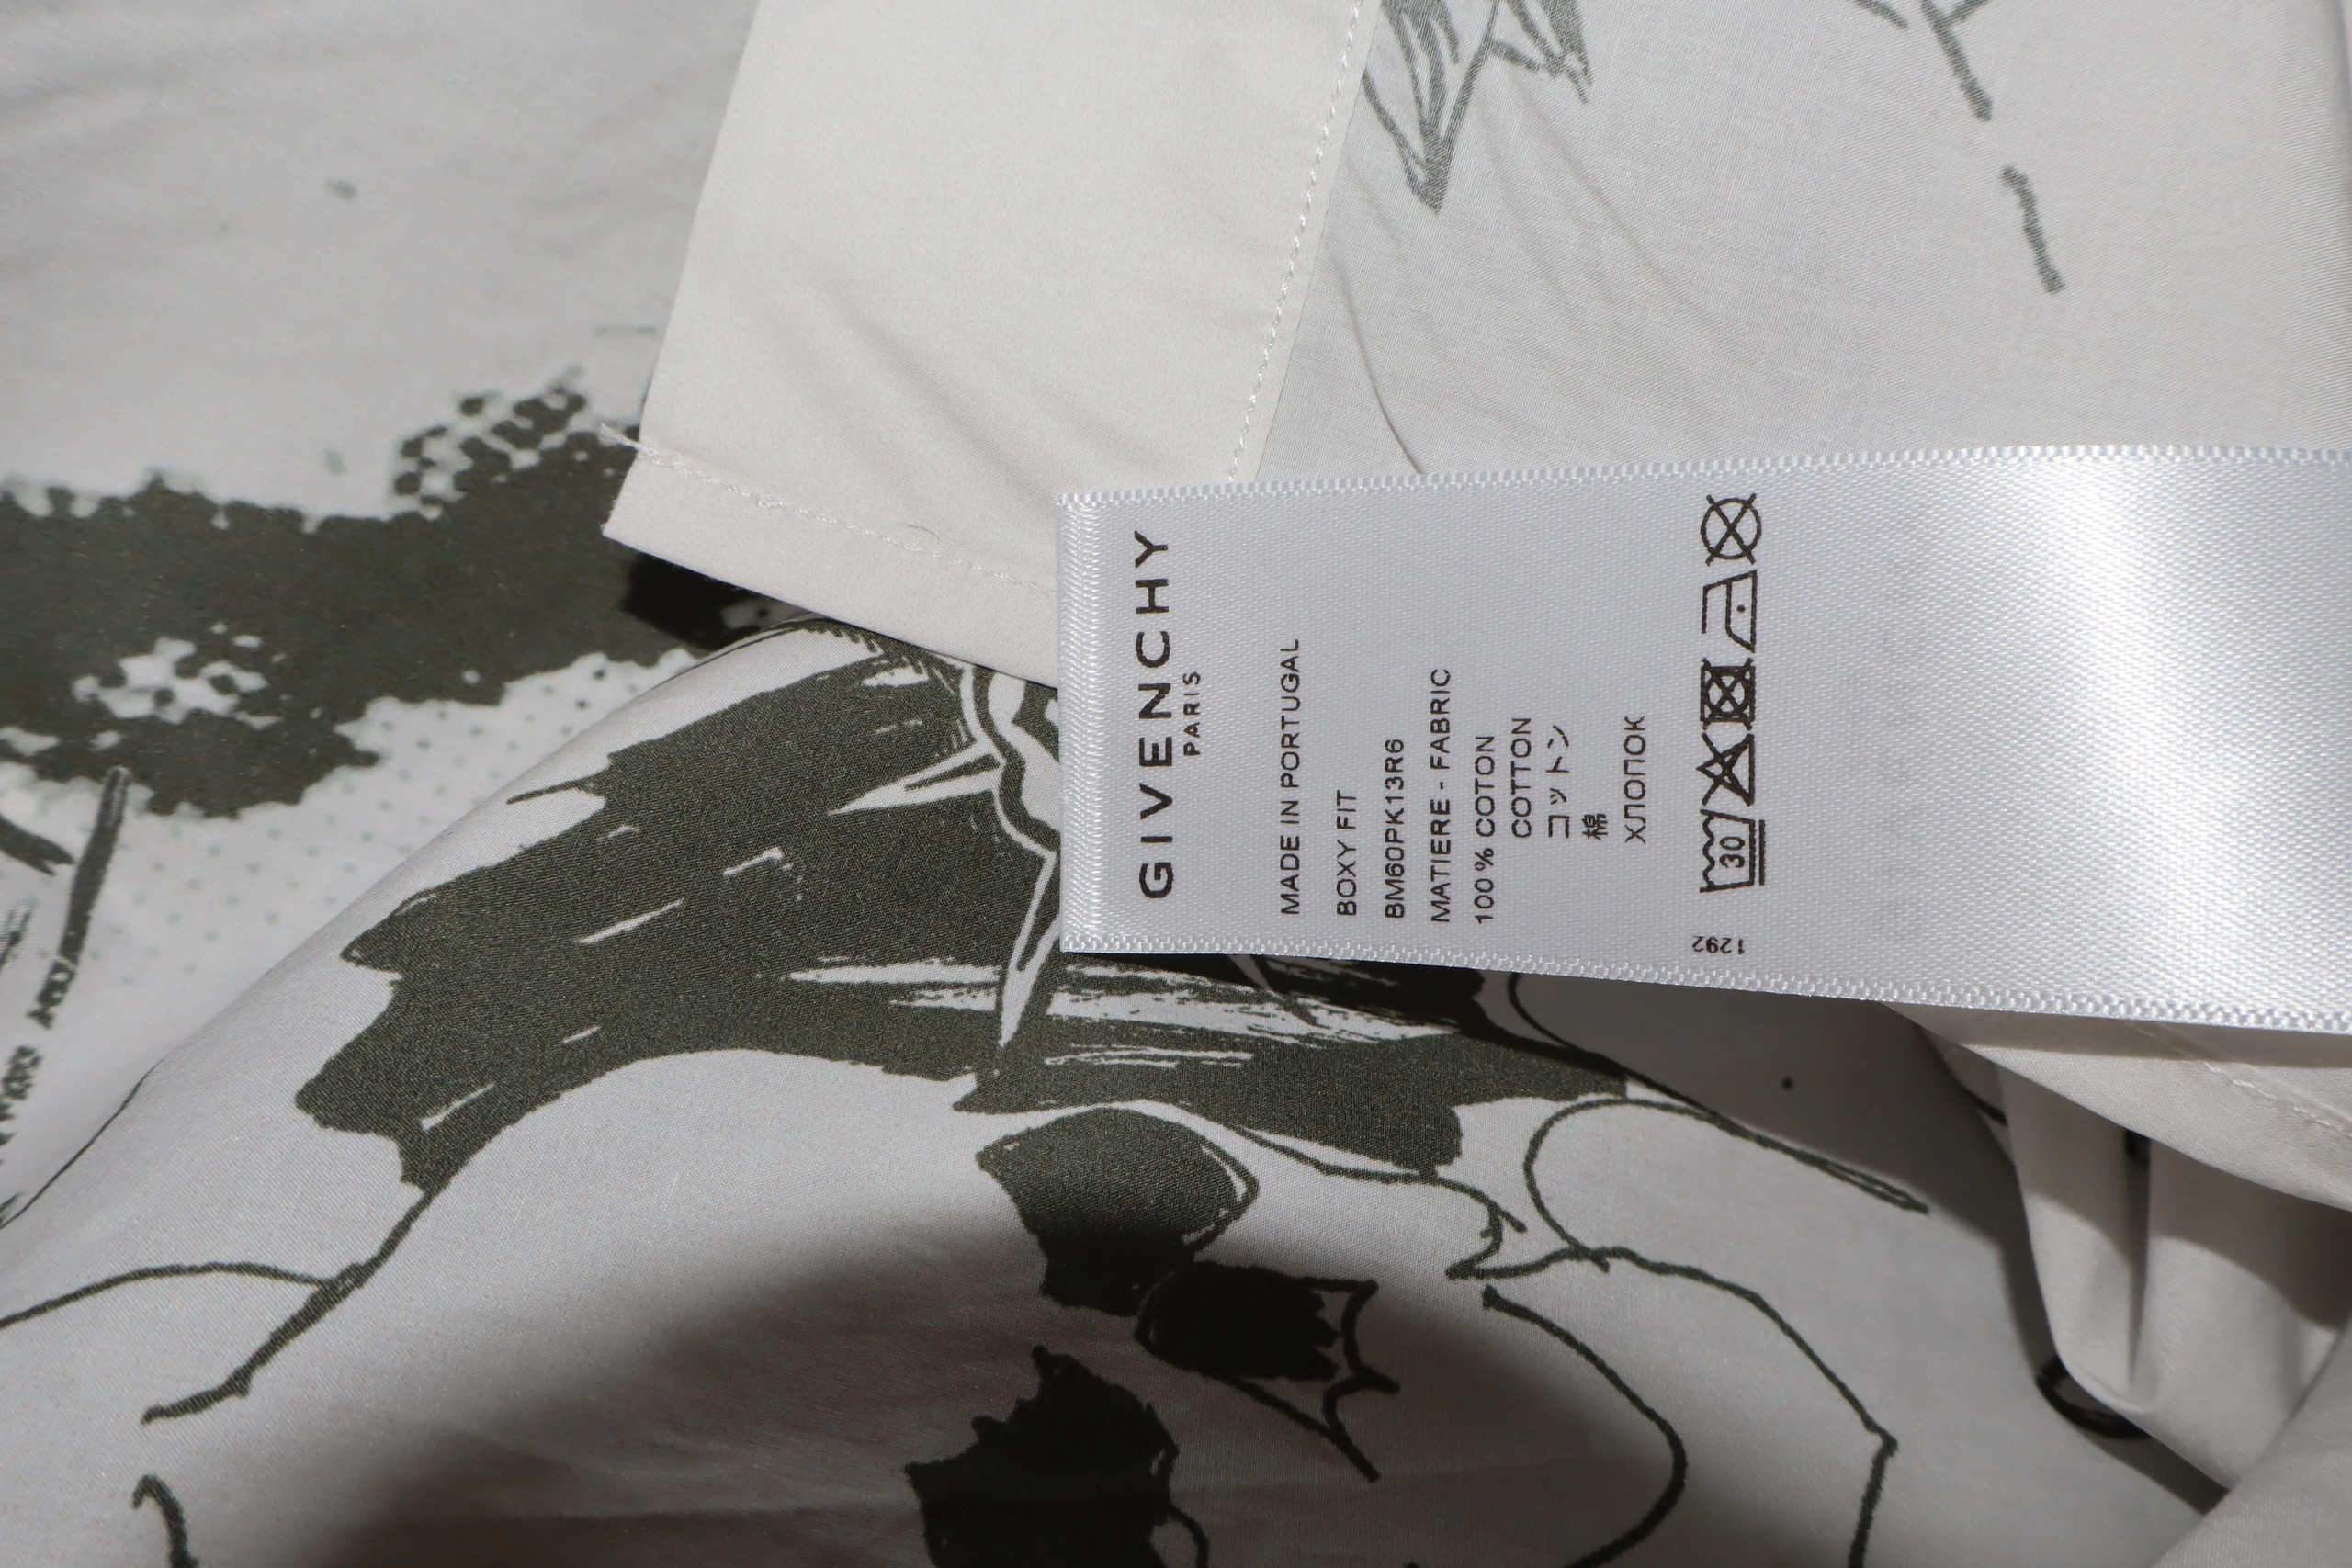 GIVENCHY
PARIS
MADE IN PORTUGAL
BOXY FIT
BM60PK13R6
MATIERE - FABRIC
100 % COTON
COTTON
コットン
棉
ХЛОПОК
30
1292